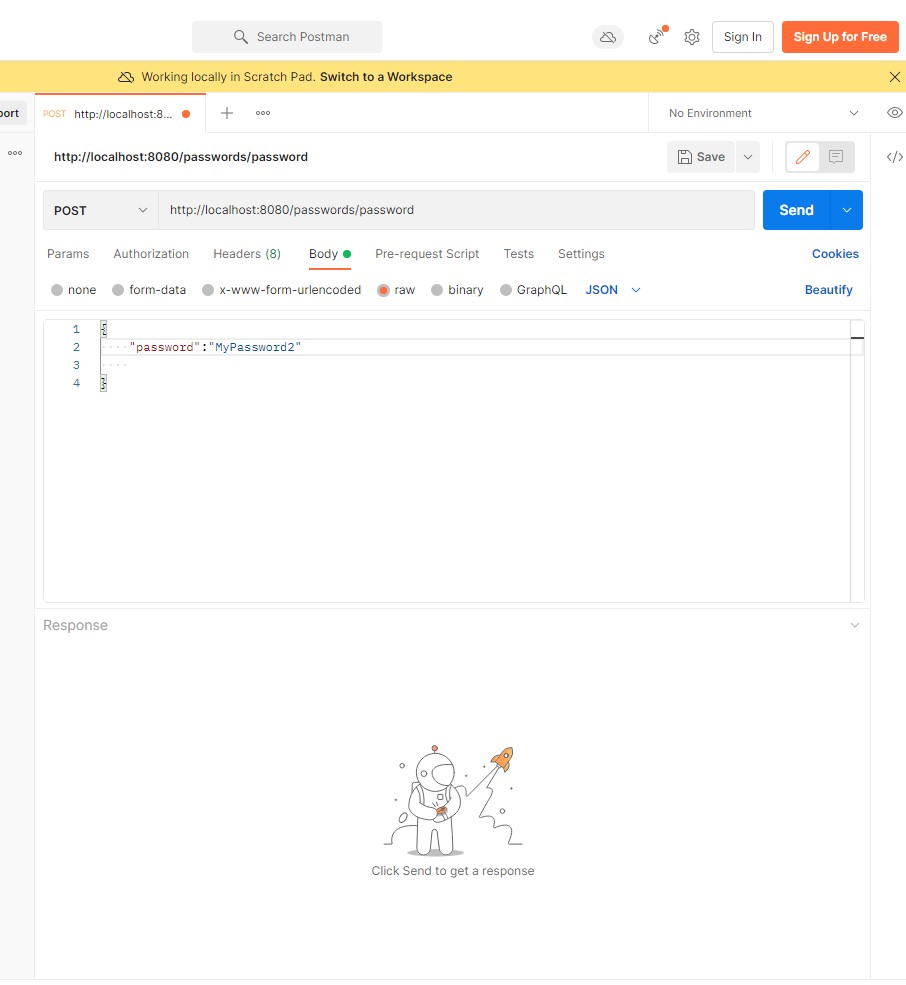 Search Postman
Sign In
Sign Up for Free
Working locally in Scratch Pad. Switch to a Workspace
port
POST http://localhost:8...
No Environment
http://localhost:8080/passwords/password
Save
</>
POST
http://localhost:8080/passwords/password
Send
Params Authorization Headers (8) Body Pre-request Script Tests Settings Cookies
none form-data x-www-form-urlencoded raw binary GraphQL JSON Beautify
1 {
2 "password":"MyPassword2"
3
4 }
Response
Click Send to get a response